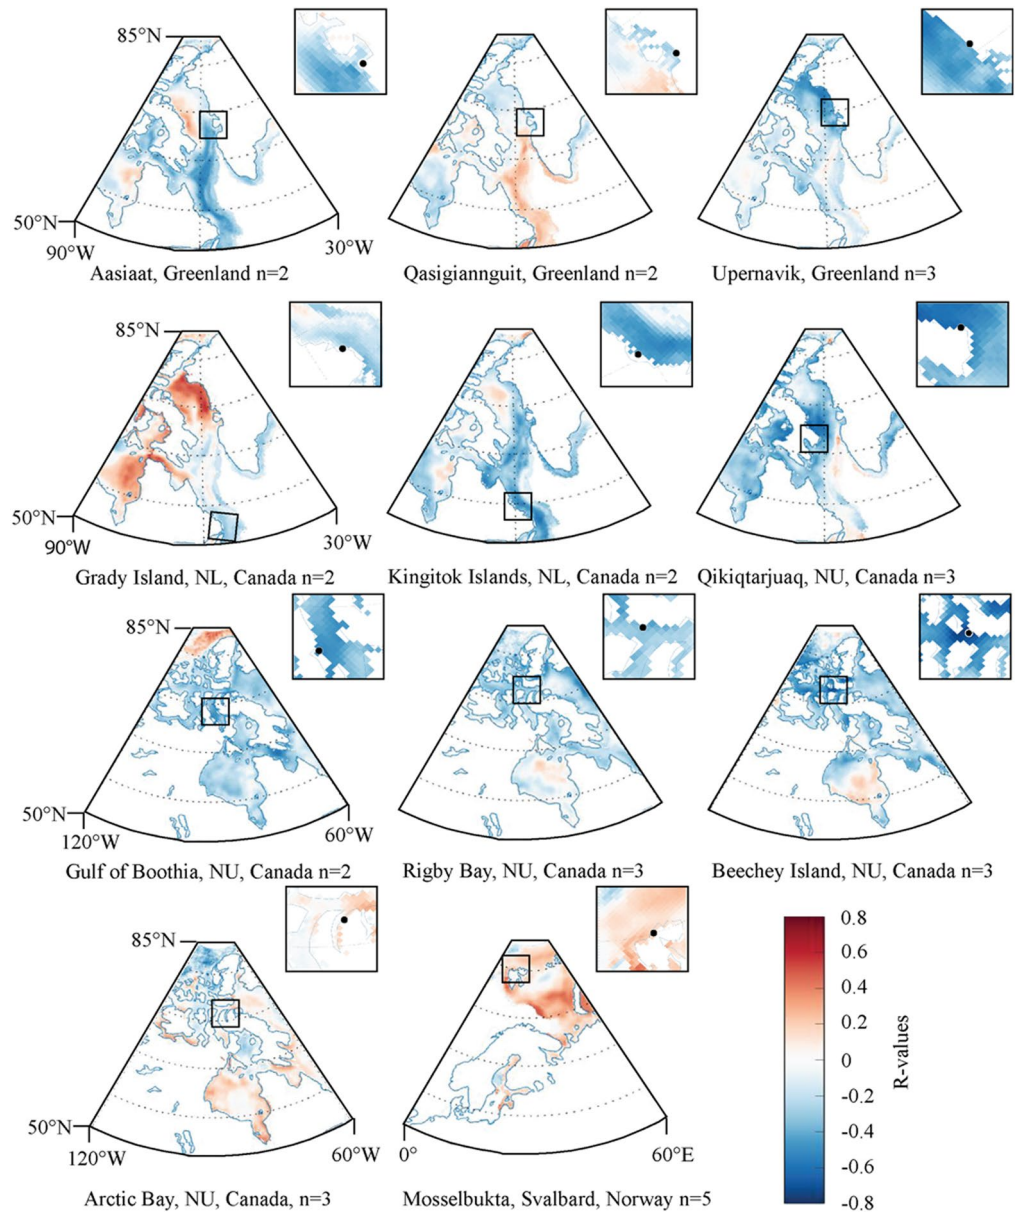 85°N
50°N
90°W
30°W
Aasiaat, Greenland n=2
Qasigiannguit, Greenland n=2
Upernavik, Greenland n=3
85°N
50°N
90°W
30°W
Grady Island, NL, Canada n=2
Kingitok Islands, NL, Canada n=2
Qikiqtarjuaq, NU, Canada n=3
85°N
50°N
120°W
60°W
Gulf of Boothia, NU, Canada n=2
Rigby Bay, NU, Canada n=3
Beechey Island, NU, Canada n=3
85°N
50°N
120°W
60°W
Arctic Bay, NU, Canada, n=3
0°
60°E
Mosselbukta, Svalbard, Norway n=5
0.8
0.6
0.4
0.2
0
-0.2
-0.4
-0.6
-0.8
R-values